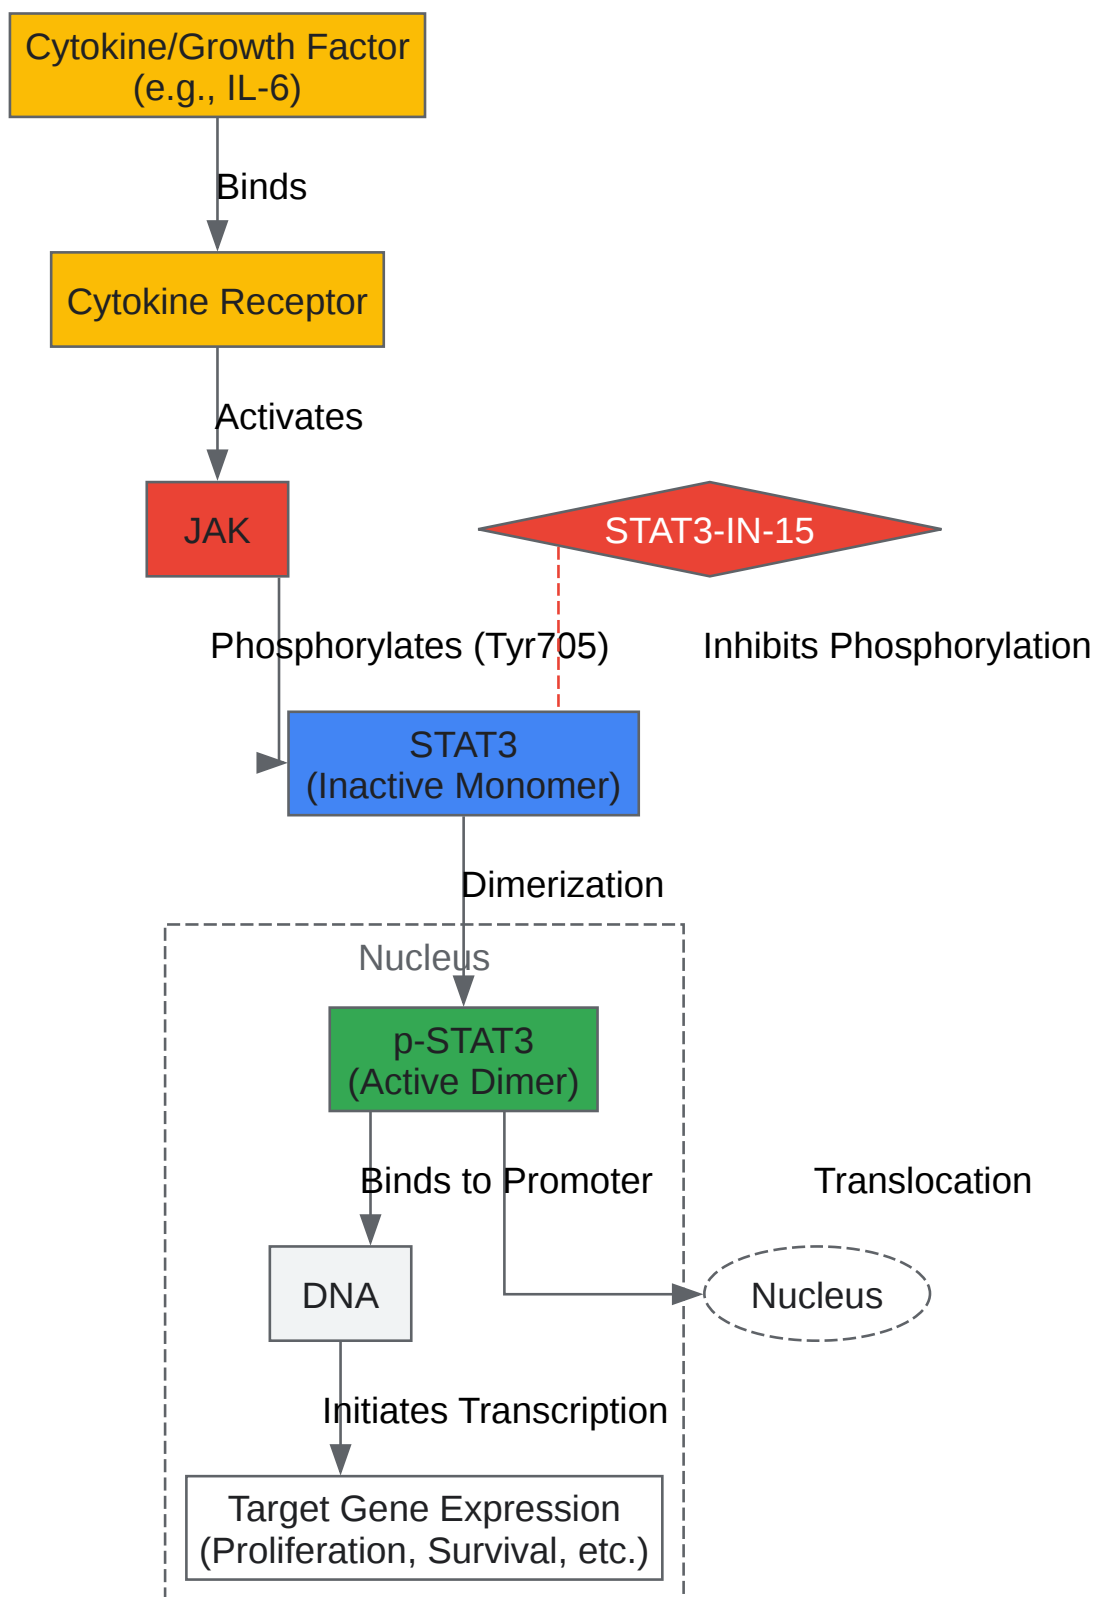 Cytokine/Growth Factor
(e.g., IL-6)
Binds
Cytokine Receptor
Activates
JAK
STAT3-IN-15
Phosphorylates (Tyr705)
Inhibits Phosphorylation
STAT3
(Inactive Monomer)
Dimerization
Nucleus
p-STAT3
(Active Dimer)
Binds to Promoter
Translocation
DNA
Nucleus
Initiates Transcription
Target Gene Expression
(Proliferation, Survival, etc.)